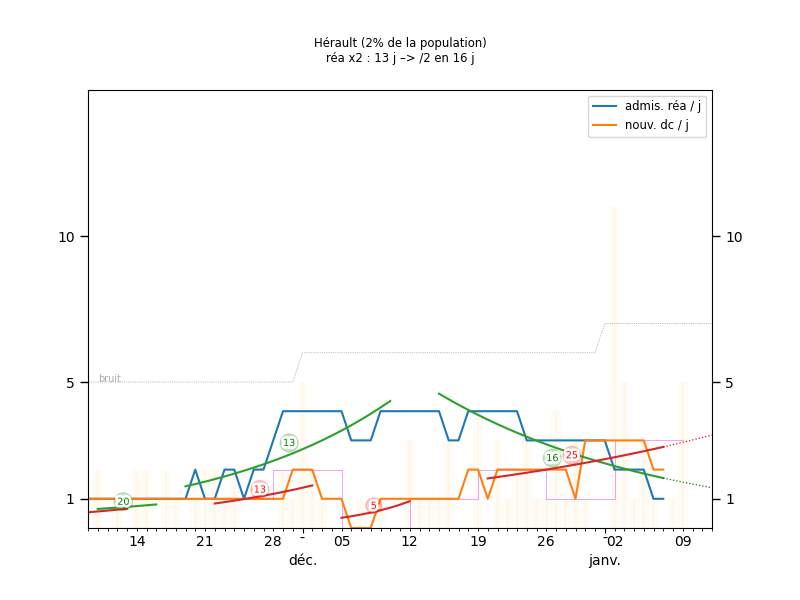 Hérault (2% de la population)
réa x2 : 13 j –> /2 en 16 j
admis. réa / j
nouv. dc / j
10 10
bruit
5 5
13
16 25
13
20 5
1 1
14 21 28 - 05 12 19 26 - 02 09
déc. janv.